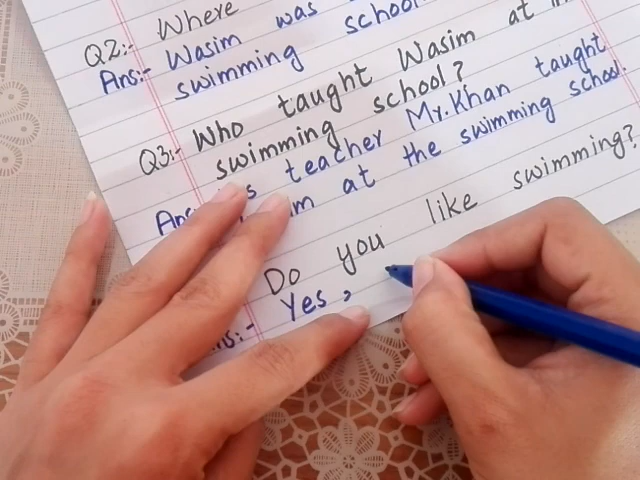 Q2:- Where
Ans:- Wasim was
swimming school
Q3:- Who taught Wasim at
swimming school?
teacher Mr.Khan taught
at the swimming school.
Do you like swimming?
Yes,